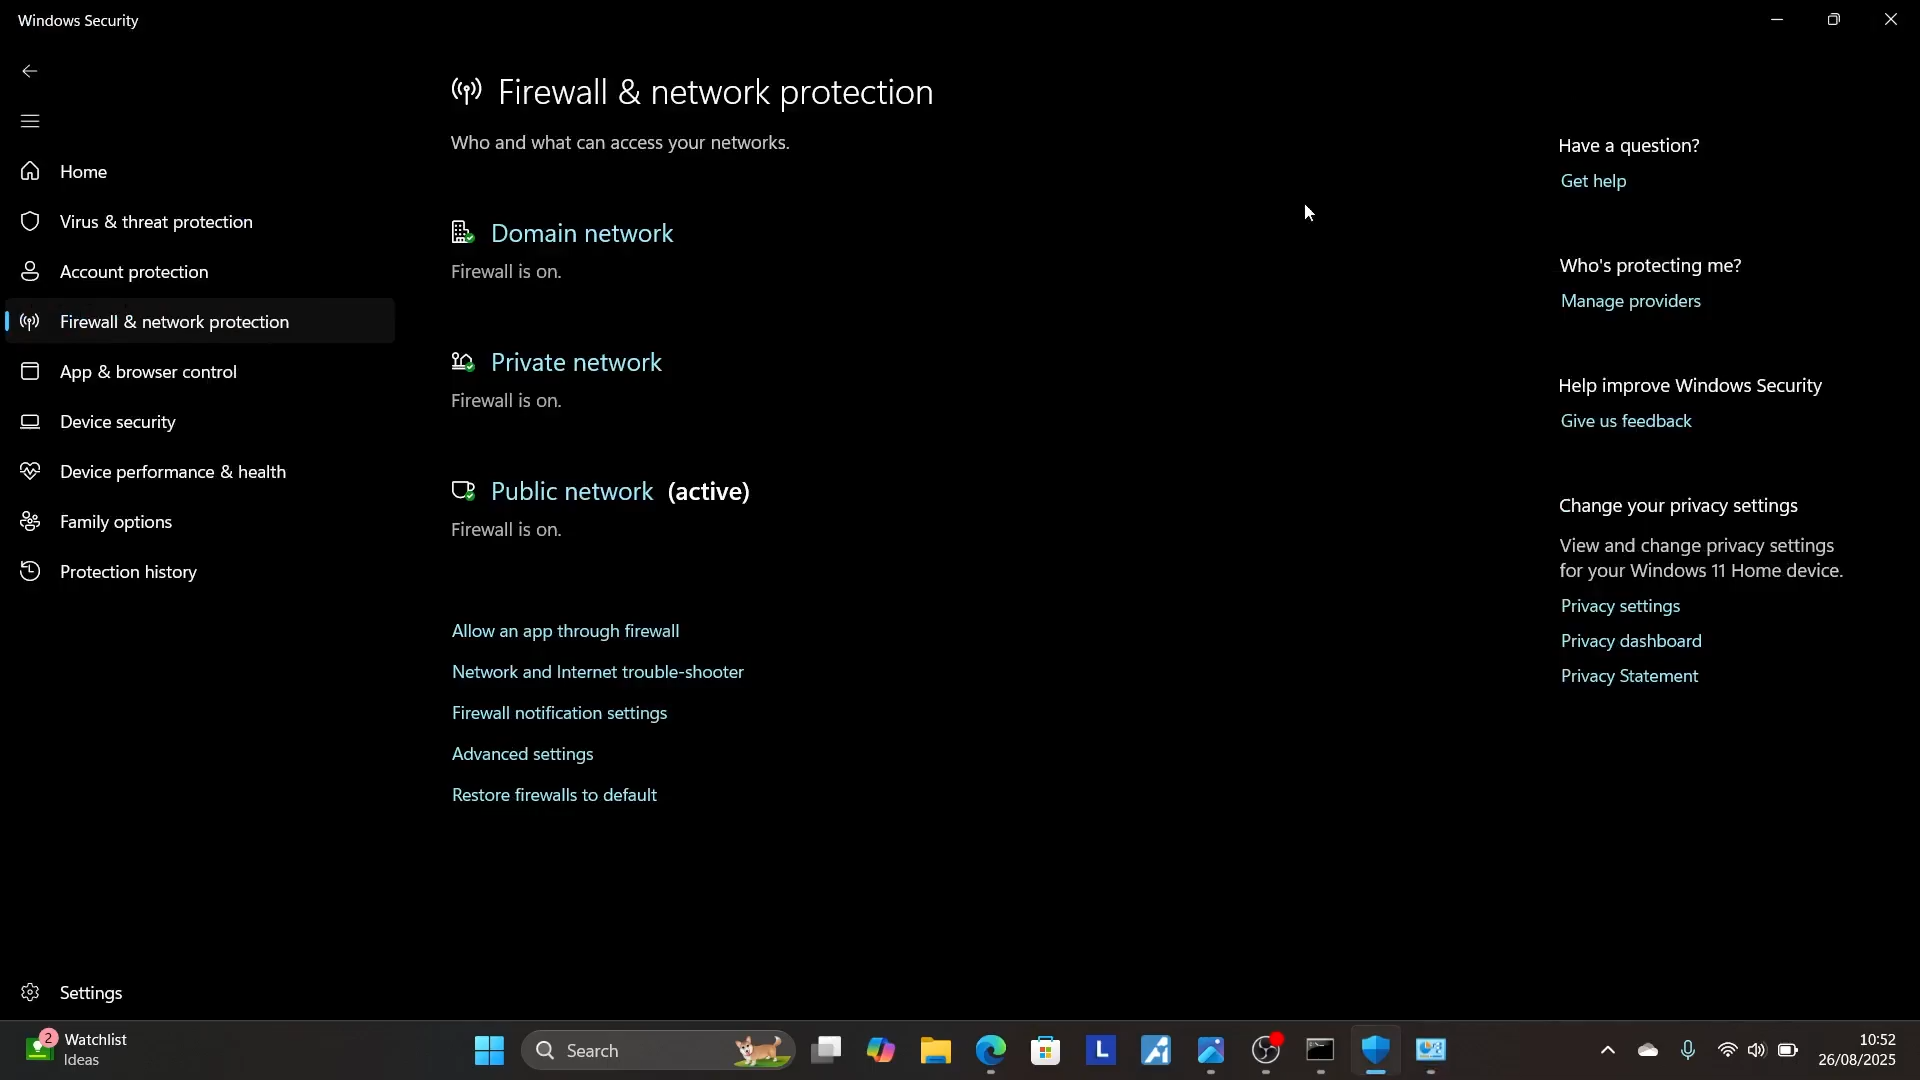 Windows Security
Home
Virus & threat protection
Account protection
Firewall & network protection
App & browser control
Device security
Device performance & health
Family options
Protection history
Settings
Firewall & network protection
Who and what can access your networks.
Domain network
Firewall is on.
Private network
Firewall is on.
Public network (active)
Firewall is on.
Allow an app through firewall
Network and Internet trouble-shooter
Firewall notification settings
Advanced settings
Restore firewalls to default
Have a question?
Get help
Who's protecting me?
Manage providers
Help improve Windows Security
Give us feedback
Change your privacy settings
View and change privacy settings
for your Windows 11 Home device.
Privacy settings
Privacy dashboard
Privacy Statement
2
Watchlist
Ideas
Search
L
10:52
26/08/2025